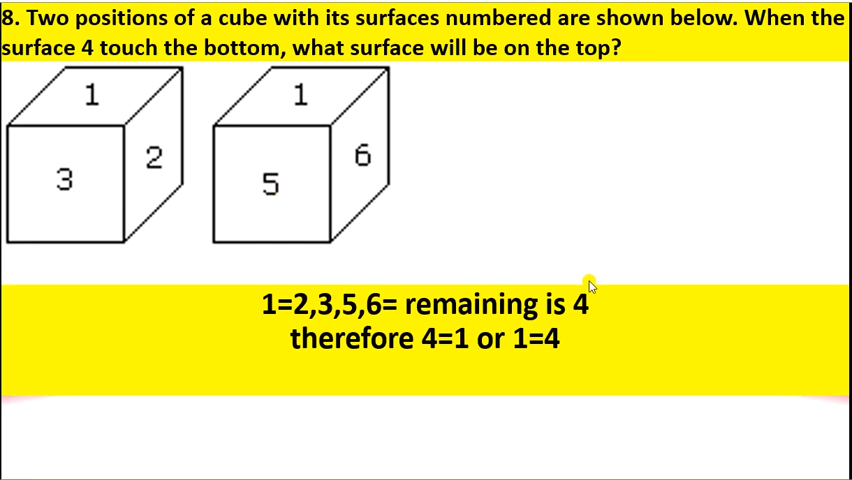 8. Two positions of a cube with its surfaces numbered are shown below. When the
surface 4 touch the bottom, what surface will be on the top?
1
3
2
1
5
6
1=2,3,5,6= remaining is 4
therefore 4=1 or 1=4